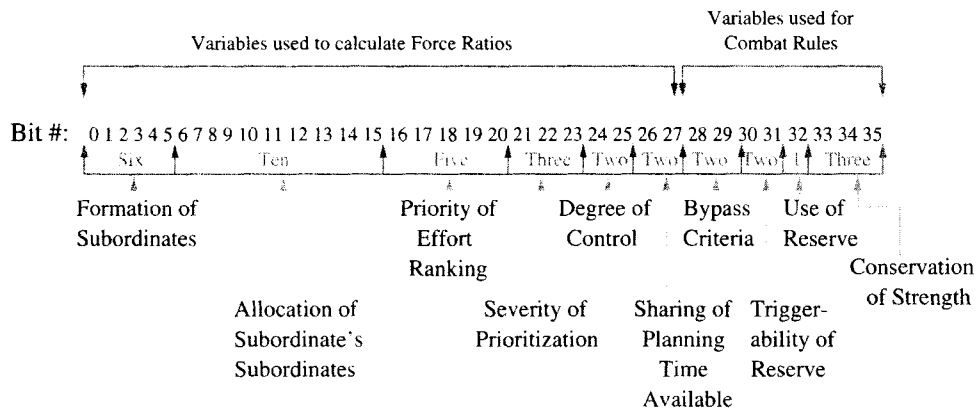 Variables used to calculate Force Ratios
Variables used for
Combat Rules
Bit #: 0 1 2 3 4 5 6 7 8 9 10 11 12 13 14 15 16 17 18 19 20 21 22 23 24 25 26 27 28 29 30 31 32 33 34 35
Six Ten Five Three Two Two Two Two 1 Three
Formation of
Subordinates
Priority of
Effort
Ranking
Degree of
Control
Bypass
Criteria
Use of
Reserve
Conservation
of Strength
Allocation of
Subordinate's
Subordinates
Severity of
Prioritization
Sharing of
Planning
Time
Available
Trigger-
ability of
Reserve